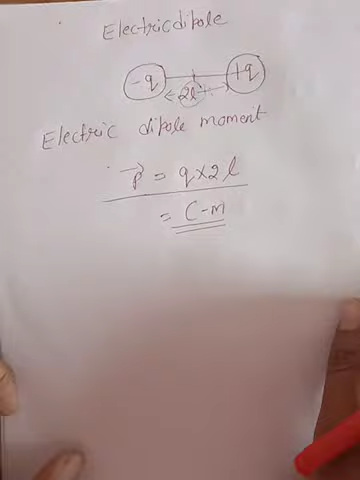 Electric dipole
-q +q
2l
Electric dipole moment
p⃗ = q×2l
= C-m